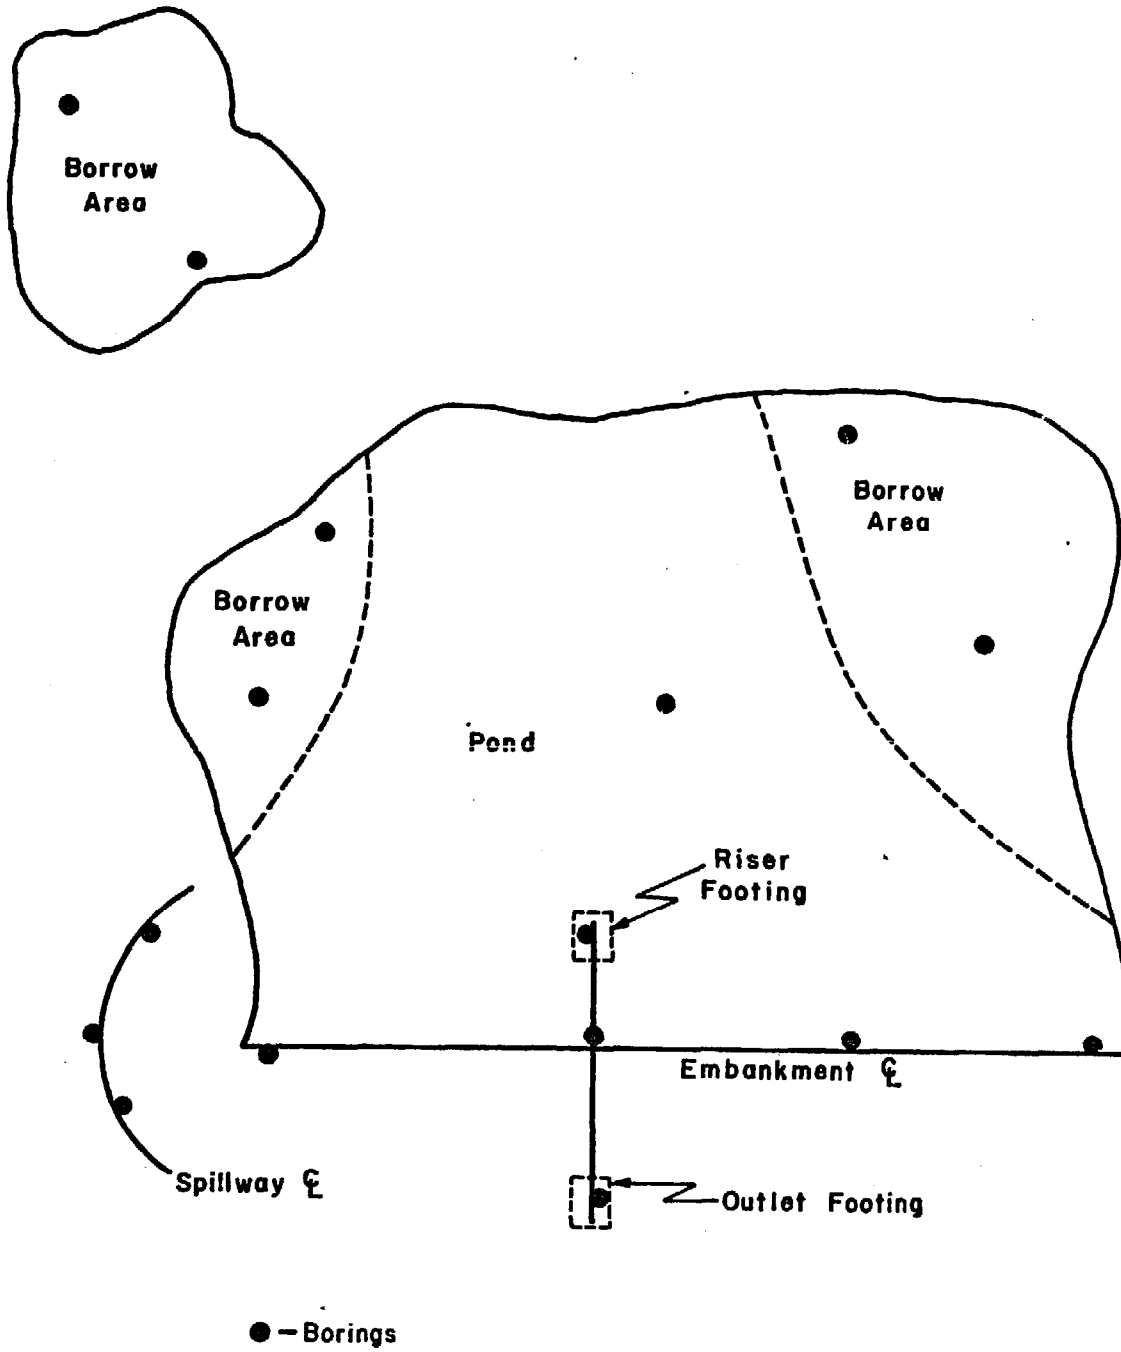 Borrow
Area
Borrow
Area
Borrow
Area
Pond
Riser
Footing
Embankment ℄
Spillway ℄
Outlet Footing
– Borings